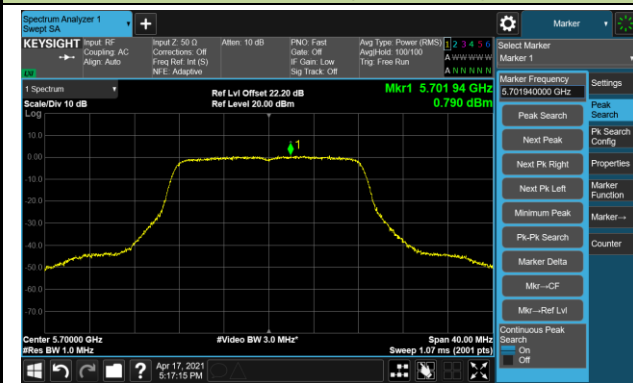 Spectrum Analyzer 1
Swept SA
+
Marker
KEYSIGHT
Input: RF
Coupling: AC
Align: Auto
Input Z: 50 Ω
Corrections: Off
Freq Ref: Int (S)
NFE: Adaptive
Atten: 10 dB
PNO: Fast
Gate: Off
IF Gain: Low
Sig Track: Off
Avg Type: Power (RMS)
Avg|Hold: 100/100
Trig: Free Run
1 2 3 4 5 6
A W W W W W
A N N N N N
Select Marker
Marker 1
LXI
1 Spectrum
Scale/Div 10 dB
Log
Ref Lvl Offset 22.20 dB
Ref Level 20.00 dBm
Mkr1 5.701 94 GHz
0.790 dBm
10.0
0.00
-10.0
-20.0
-30.0
-40.0
-50.0
-60.0
-70.0
1
Center 5.70000 GHz
#Res BW 1.0 MHz
#Video BW 3.0 MHz*
Span 40.00 MHz
Sweep 1.07 ms (2001 pts)
Marker Frequency
5.701940000 GHz
Peak Search
Next Peak
Next Pk Right
Next Pk Left
Minimum Peak
Pk-Pk Search
Marker Delta
Mkr→CF
Mkr→Ref Lvl
Continuous Peak
Search
On
Off
Settings
Peak
Search
Pk Search
Config
Properties
Marker
Function
Marker→
Counter
Apr 17, 2021
5:17:15 PM